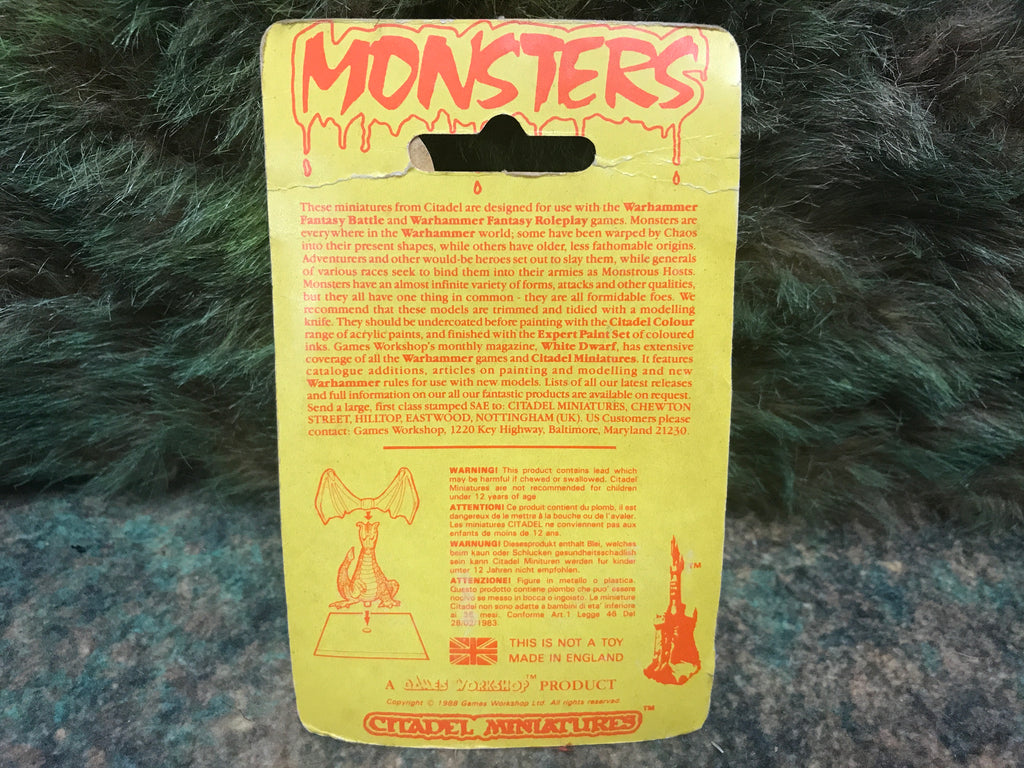 MONSTERS
These miniatures from Citadel are designed for use with the Warhammer
Fantasy Battle and Warhammer Fantasy Roleplay games. Monsters are
everywhere in the Warhammer world; some have been warped by Chaos
into their present shapes, while others have older, less fathomable origins.
Adventurers and other would-be heroes set out to slay them, while generals
of various races seek to bind them into their armies as Monstrous Hosts.
Monsters have an almost infinite variety of forms, attacks and other qualities,
but they all have one thing in common - they are all formidable foes. We
recommend that these models are trimmed and tidied with a modelling
knife. They should be undercoated before painting with the Citadel Colour
range of acrylic paints, and finished with the Expert Paint Set of coloured
inks. Games Workshop's monthly magazine, White Dwarf, has extensive
coverage of all the Warhammer games and Citadel Miniatures. It features
catalogue additions, articles on painting and modelling and new
Warhammer rules for use with new models. Lists of all our latest releases
and full information on our all our fantastic products are available on request.
Send a large, first class stamped SAE to: CITADEL MINIATURES, CHEWTON
STREET, HILLTOP, EASTWOOD, NOTTINGHAM (UK). US Customers please
contact: Games Workshop, 1220 Key Highway, Baltimore, Maryland 21230.
WARNING! This product contains lead which
may be harmful if chewed or swallowed. Citadel
Miniatures are not recommended for children
under 12 years of age
ATTENTION! Ce produit contient du plomb, il est
dangereux de le mettre à la bouche ou de l'avaler.
Les miniatures CITADEL ne conviennent pas aux
enfants de moins de 12 ans.
WARNUNG! Diesesprodukt enthalt Blei, welches
beim kaun oder Schlucken gesundheitsschadlich
sein kann Citadel Minituren werden fur kinder
unter 12 Jahren nicht empfohlen.
ATTENZIONE! Figure in metallo o plastica.
Questo prodotto contiene piombo che puo' essere
nocivo se messo in bocca o ingoiato. Le miniature
Citadel non sono adatte a bambini di eta' inferiore
ai 36 mesi. Conforme Art.1 Legge 46 Del
28/02/1983.
TM
THIS IS NOT A TOY
MADE IN ENGLAND
A GAMES WORKSHOP™ PRODUCT
Copyright © 1988 Games Workshop Ltd. All rights reserved
CITADEL MINIATURES™